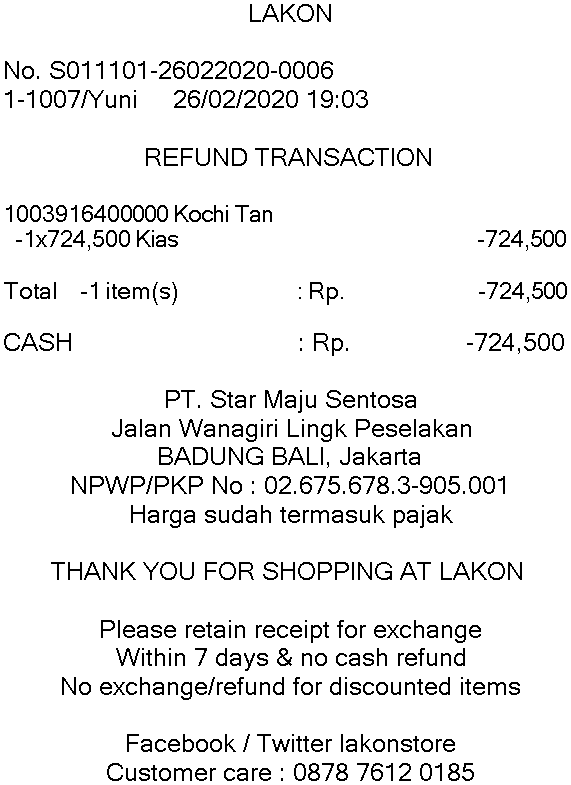 LAKON
No. S011101-26022020-0006
1-1007/Yuni 26/02/2020 19:03
REFUND TRANSACTION
1003916400000 Kochi Tan
-1x724,500 Kias -724,500
Total -1 item(s) : Rp. -724,500
CASH : Rp. -724,500
PT. Star Maju Sentosa
Jalan Wanagiri Lingk Peselakan
BADUNG BALI, Jakarta
NPWP/PKP No : 02.675.678.3-905.001
Harga sudah termasuk pajak
THANK YOU FOR SHOPPING AT LAKON
Please retain receipt for exchange
Within 7 days & no cash refund
No exchange/refund for discounted items
Facebook / Twitter lakonstore
Customer care : 0878 7612 0185